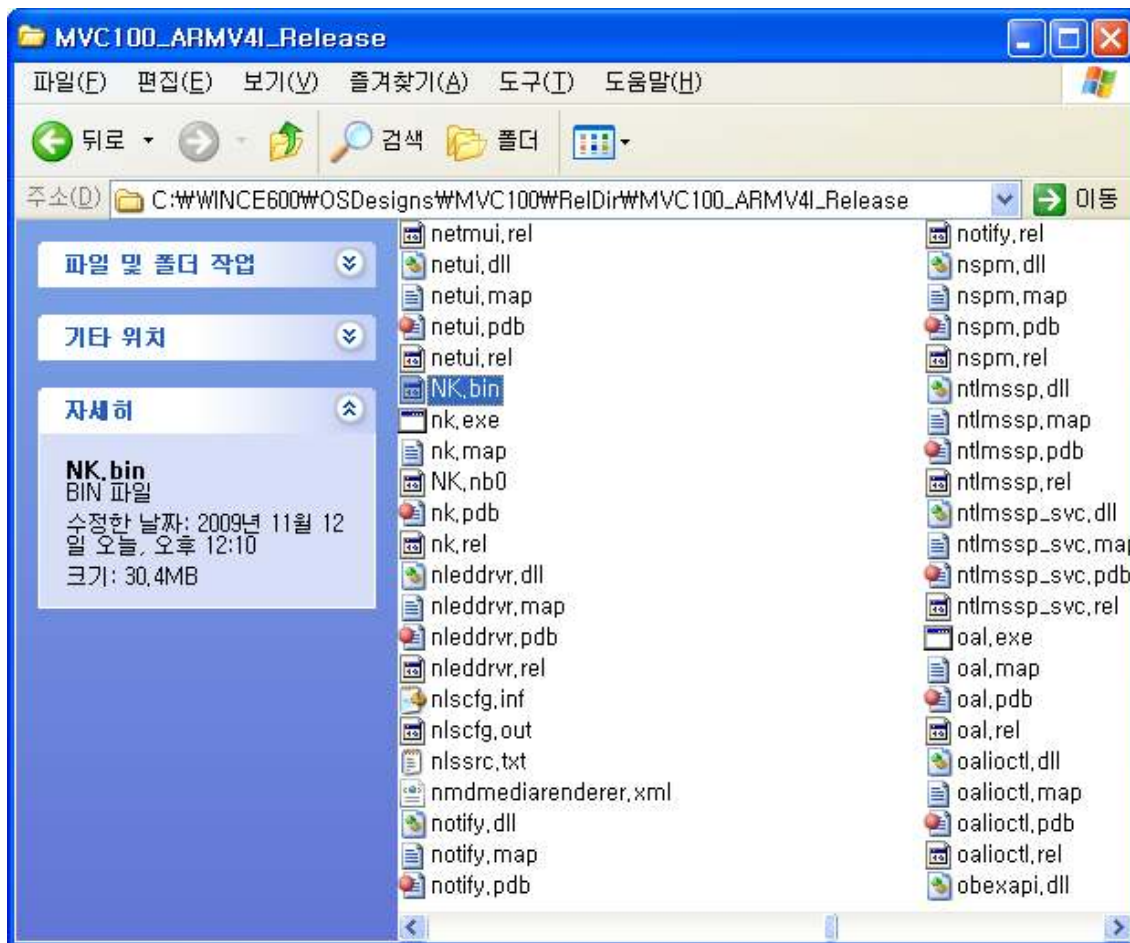 MVC100_ARMV4I_Release
파일(F) 편집(E) 보기(V) 즐겨찾기(A) 도구(T) 도움말(H)
뒤로 검색 폴더
주소(D) C:₩WINCE600₩OSDesigns₩MVC100₩RelDir₩MVC100_ARMV4I_Release 이동
파일 및 폴더 작업
기타 위치
자세히
NK.bin
BIN 파일
수정한 날짜: 2009년 11월 12
일 오늘, 오후 12:10
크기: 30.4MB
netmui.rel
netui.dll
netui.map
netui.pdb
netui.rel
NK.bin
nk.exe
nk.map
NK.nb0
nk.pdb
nk.rel
nleddrvr.dll
nleddrvr.map
nleddrvr.pdb
nleddrvr.rel
nlscfg.inf
nlscfg.out
nlssrc.txt
nmdmediarenderer.xml
notify.dll
notify.map
notify.pdb
notify.rel
nspm.dll
nspm.map
nspm.pdb
nspm.rel
ntlmssp.dll
ntlmssp.map
ntlmssp.pdb
ntlmssp.rel
ntlmssp_svc.dll
ntlmssp_svc.map
ntlmssp_svc.pdb
ntlmssp_svc.rel
oal.exe
oal.map
oal.pdb
oal.rel
oalioctl.dll
oalioctl.map
oalioctl.pdb
oalioctl.rel
obexapi.dll